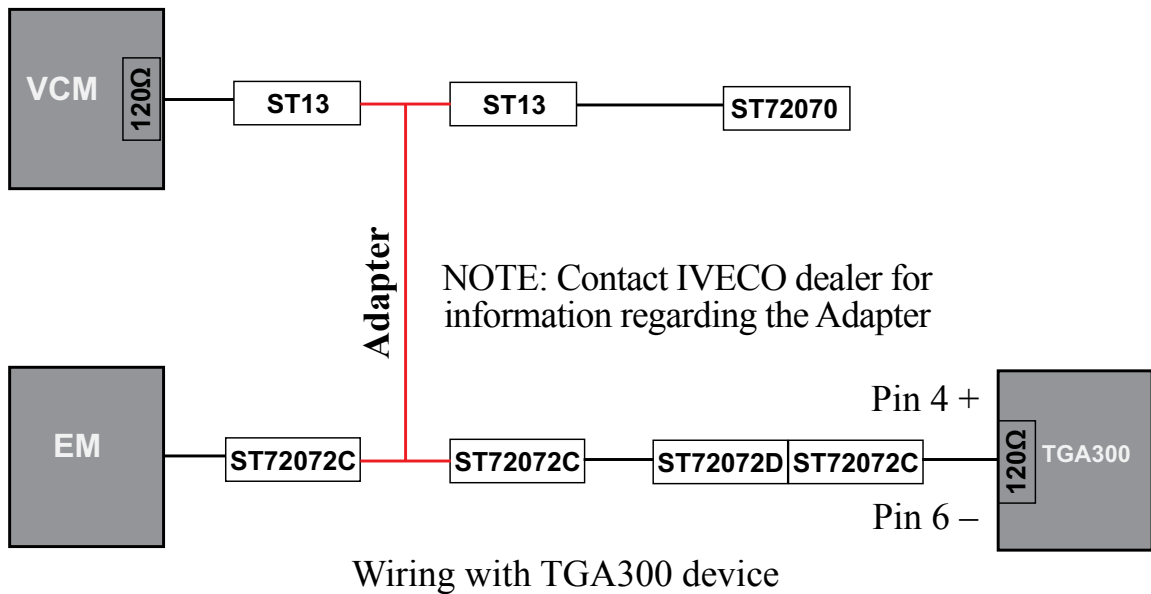 VCM
120Ω
ST13
ST13
ST72070
Adapter
NOTE: Contact IVECO dealer for
information regarding the Adapter
EM
ST72072C
ST72072C
ST72072D
ST72072C
Pin 4 +
Pin 6 –
120Ω
TGA300
Wiring with TGA300 device